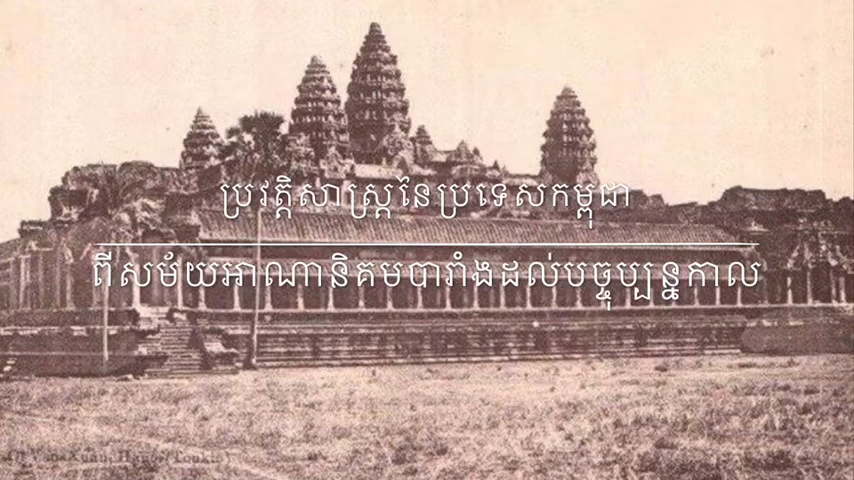 ប្រវត្តិសាស្ត្រនៃប្រទេសកម្ពុជា
ពីសម័យអាណានិគមបារាំងដល់បច្ចុប្បន្នកាល
Hanoi (Tonkin)